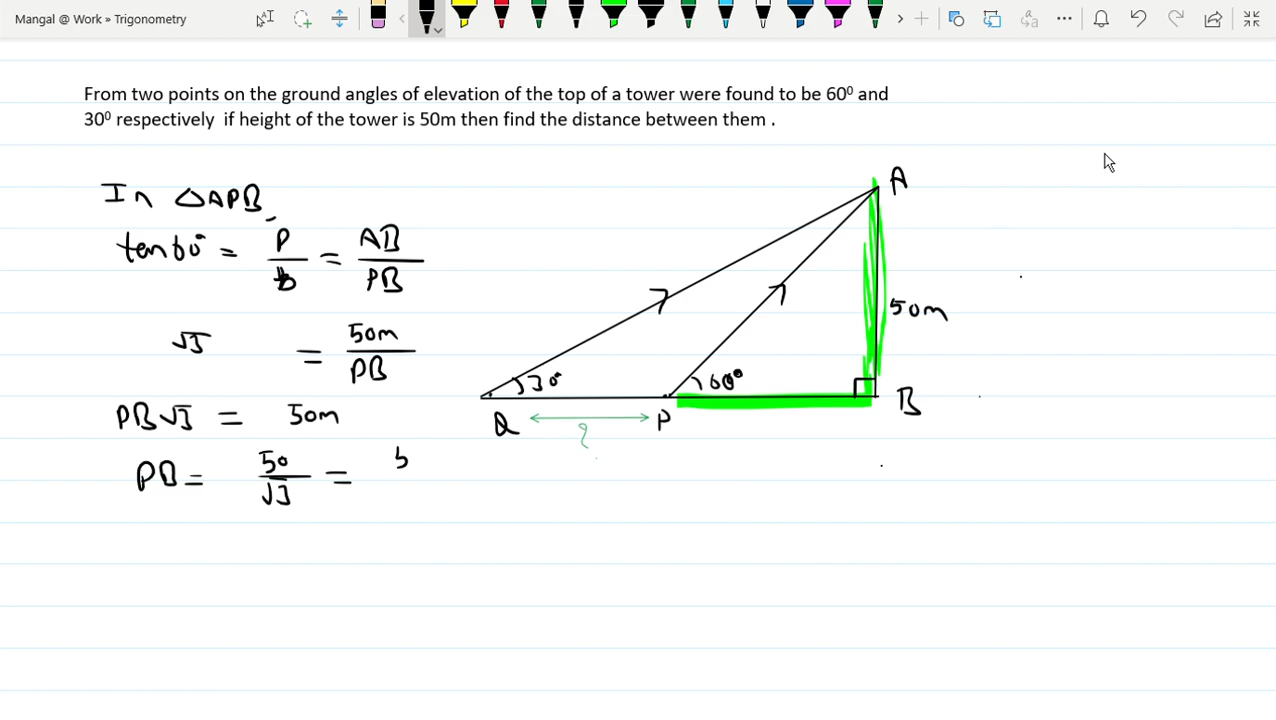 Mangal @ Work » Trigonometry
From two points on the ground angles of elevation of the top of a tower were found to be 60⁰ and
30⁰ respectively if height of the tower is 50m then find the distance between them .
In △APB,
tan60° = P/b = AB/PB
√3 = 50m/PB
PB√3 = 50m
PB = 50/√3 = 5
A
50m
30°
60°
B
Q
P
?